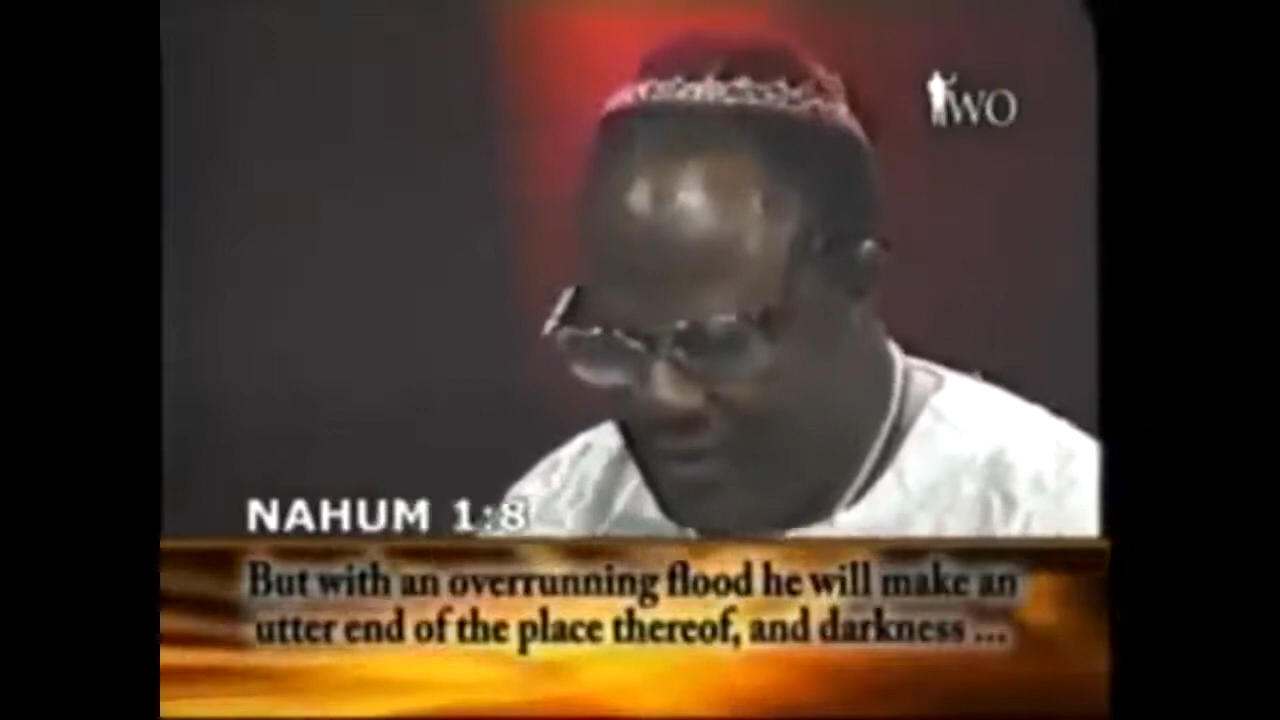 WO
NAHUM 1:8
But with an overrunning flood he will make an
utter end of the place thereof, and darkness ...